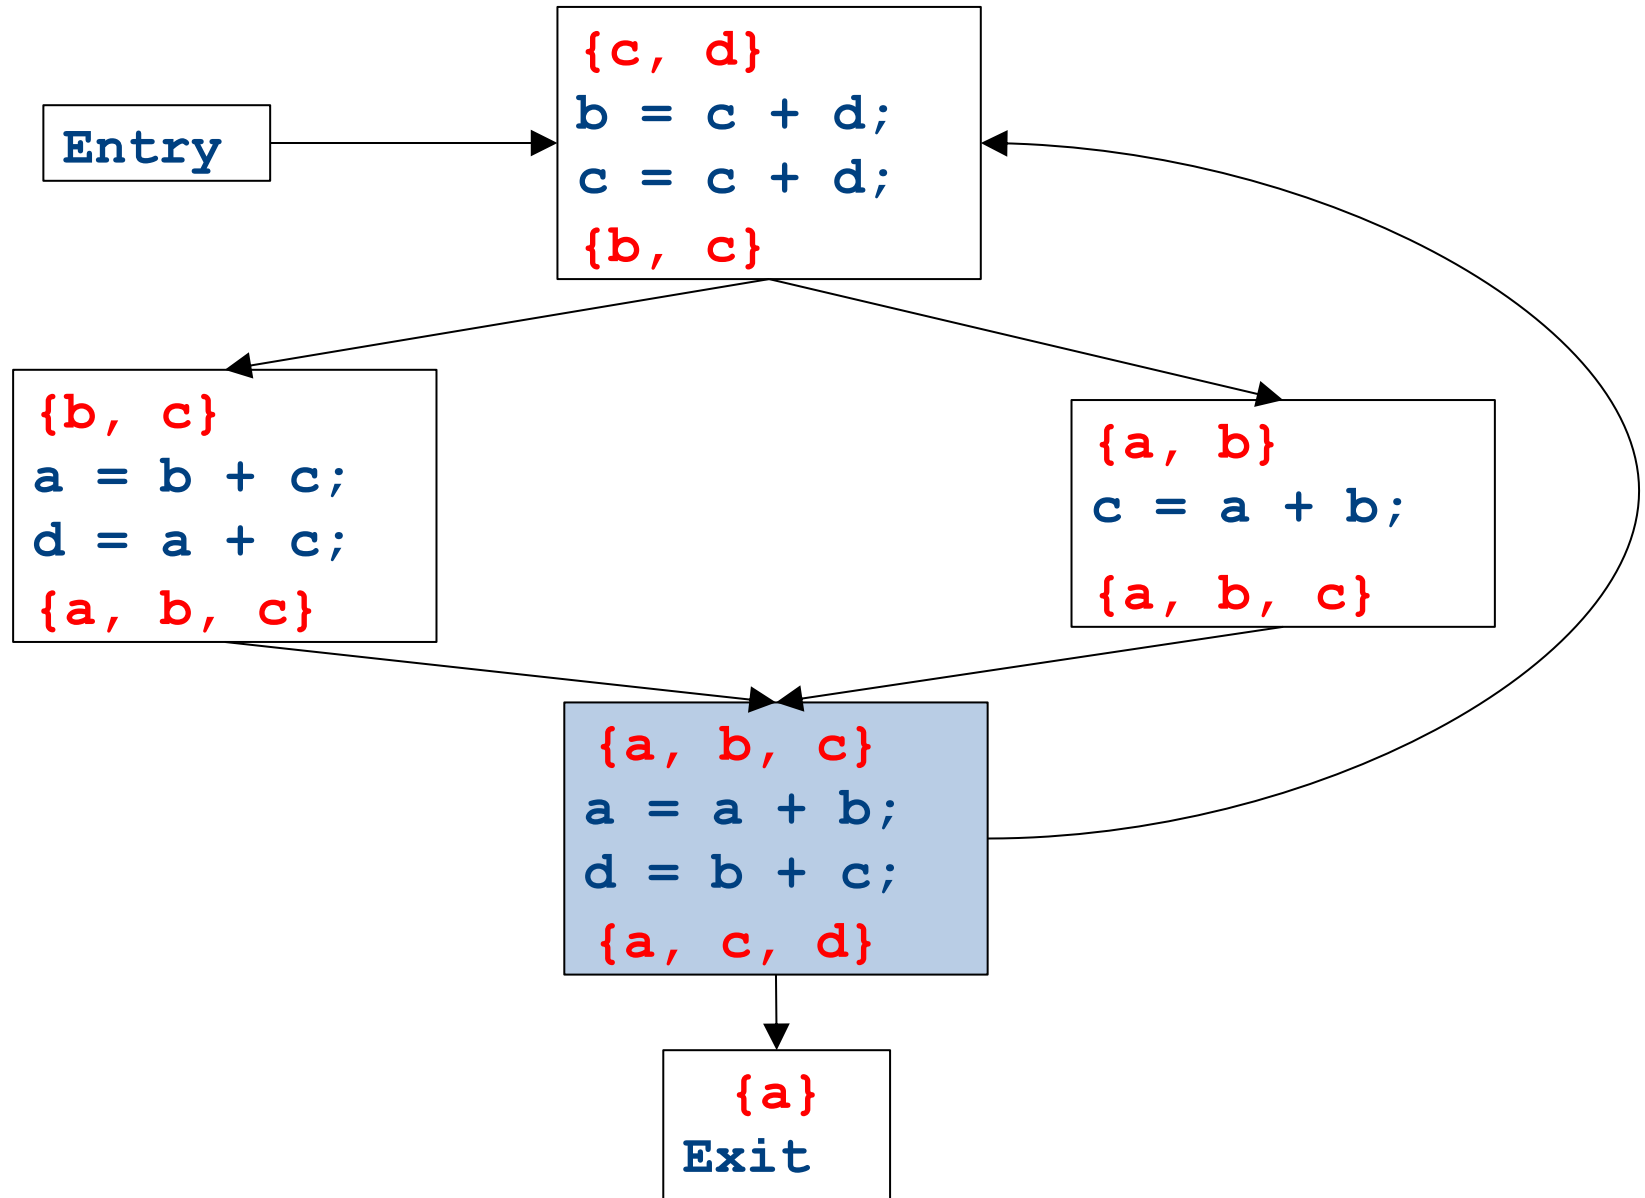 Entry
{c, d}
b = c + d;
c = c + d;
{b, c}
{b, c}
a = b + c;
d = a + c;
{a, b, c}
{a, b}
c = a + b;
{a, b, c}
{a, b, c}
a = a + b;
d = b + c;
{a, c, d}
{a}
Exit